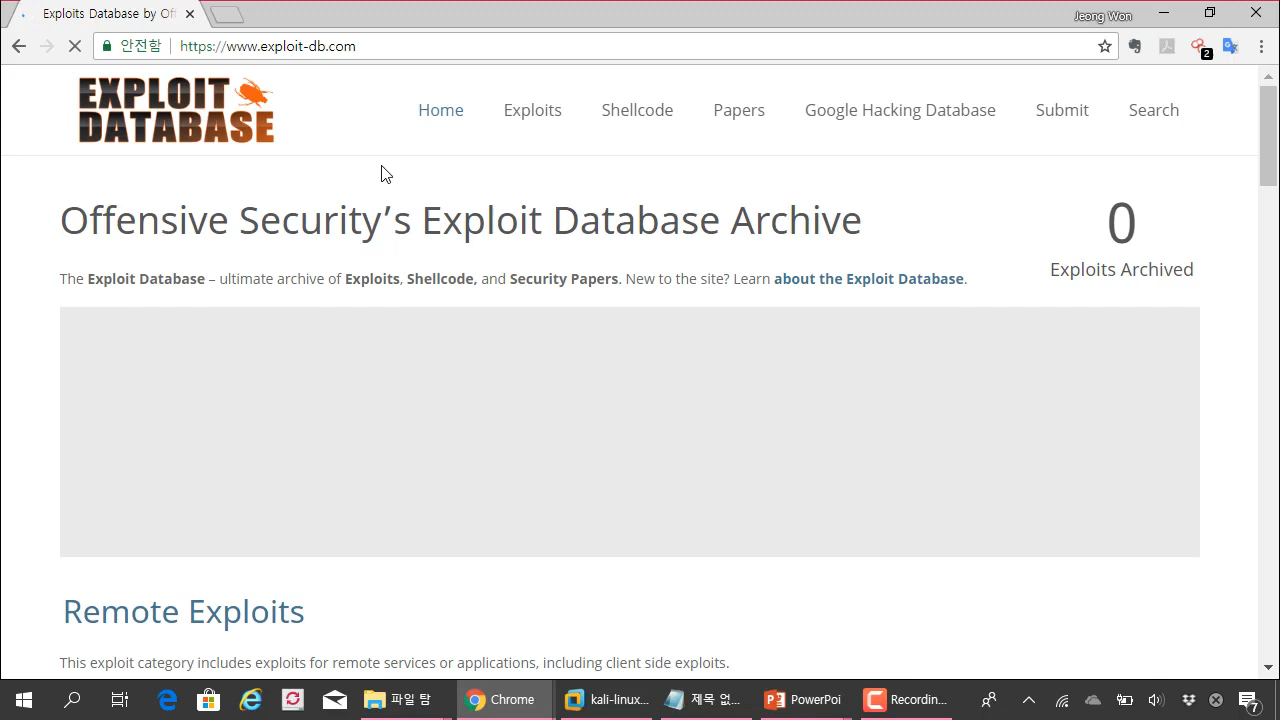 Exploits Database by Of
Jeong Won
안전함 https://www.exploit-db.com
2
EXPLOIT
DATABASE
Home Exploits Shellcode Papers Google Hacking Database Submit Search
Offensive Security's Exploit Database Archive
0
Exploits Archived
The Exploit Database – ultimate archive of Exploits, Shellcode, and Security Papers. New to the site? Learn about the Exploit Database.
Remote Exploits
This exploit category includes exploits for remote services or applications, including client side exploits.
파일 탐
Chrome
kali-linux...
제목 없...
PowerPoi
Recordin...
7